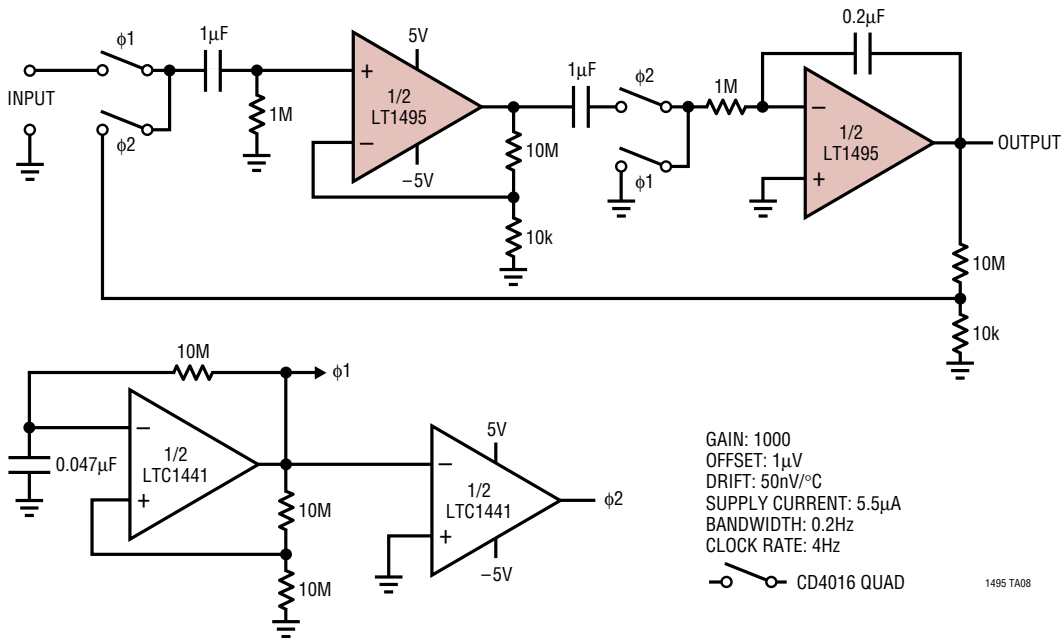 ϕ1
1µF
5V
0.2µF
INPUT
1/2
LT1495
1M
ϕ2
–5V
10M
10k
1µF
ϕ2
1M
ϕ1
1/2
LT1495
OUTPUT
10M
10k
10M
ϕ1
0.047µF
1/2
LTC1441
10M
10M
5V
1/2
LTC1441
ϕ2
–5V
GAIN: 1000
OFFSET: 1µV
DRIFT: 50nV/°C
SUPPLY CURRENT: 5.5µA
BANDWIDTH: 0.2Hz
CLOCK RATE: 4Hz
CD4016 QUAD
1495 TA08
+
–
–
+
–
+
–
+